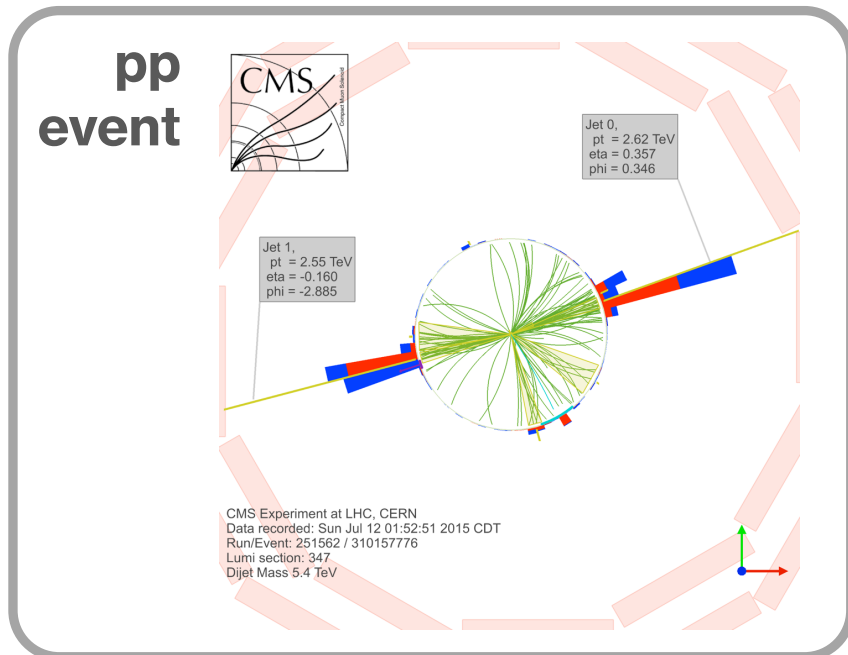 pp
event
CMS
Compact Muon Solenoid
Jet 0,
pt = 2.62 TeV
eta = 0.357
phi = 0.346
Jet 1,
pt = 2.55 TeV
eta = -0.160
phi = -2.885
CMS Experiment at LHC, CERN
Data recorded: Sun Jul 12 01:52:51 2015 CDT
Run/Event: 251562 / 310157776
Lumi section: 347
Dijet Mass 5.4 TeV